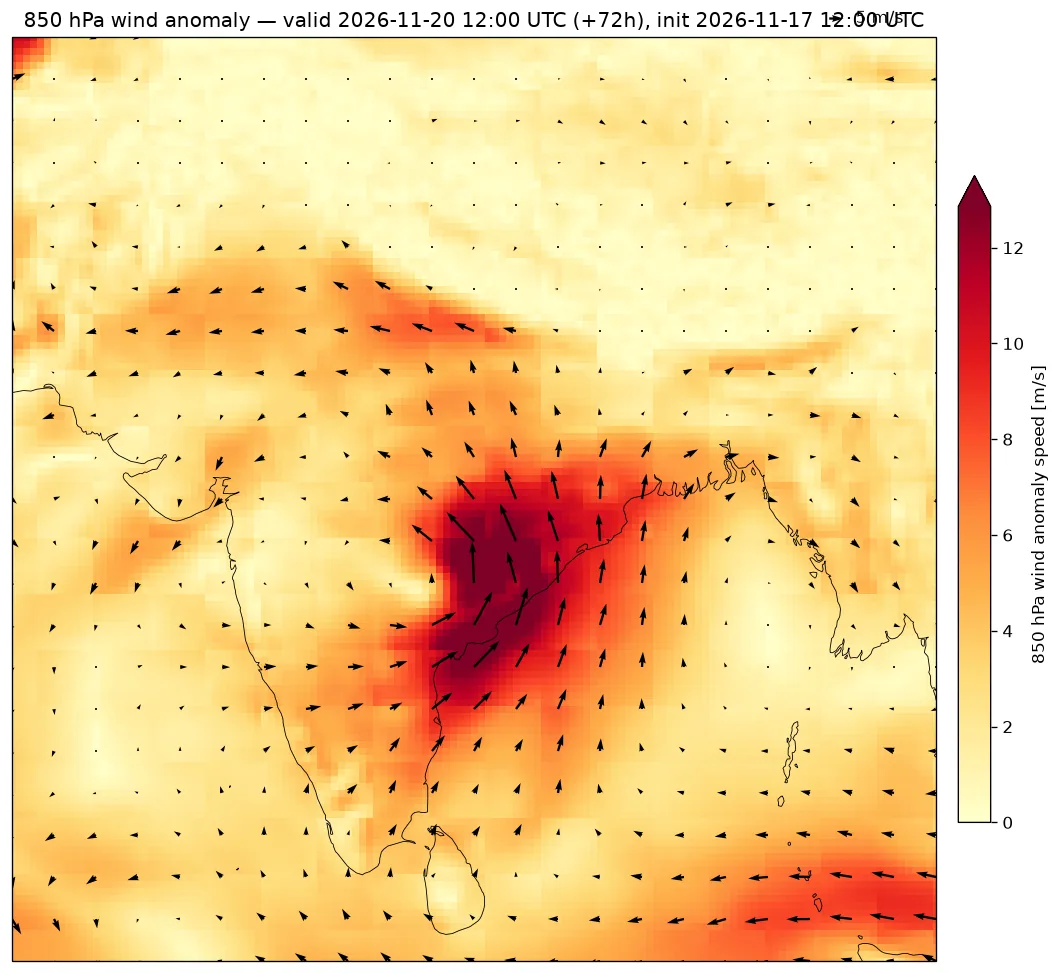 850 hPa wind anomaly — valid 2026-11-20 12:00 UTC (+72h), init 2026-11-17 12:00 UTC
5 m/s
12
10
8
6
4
2
0
850 hPa wind anomaly speed [m/s]